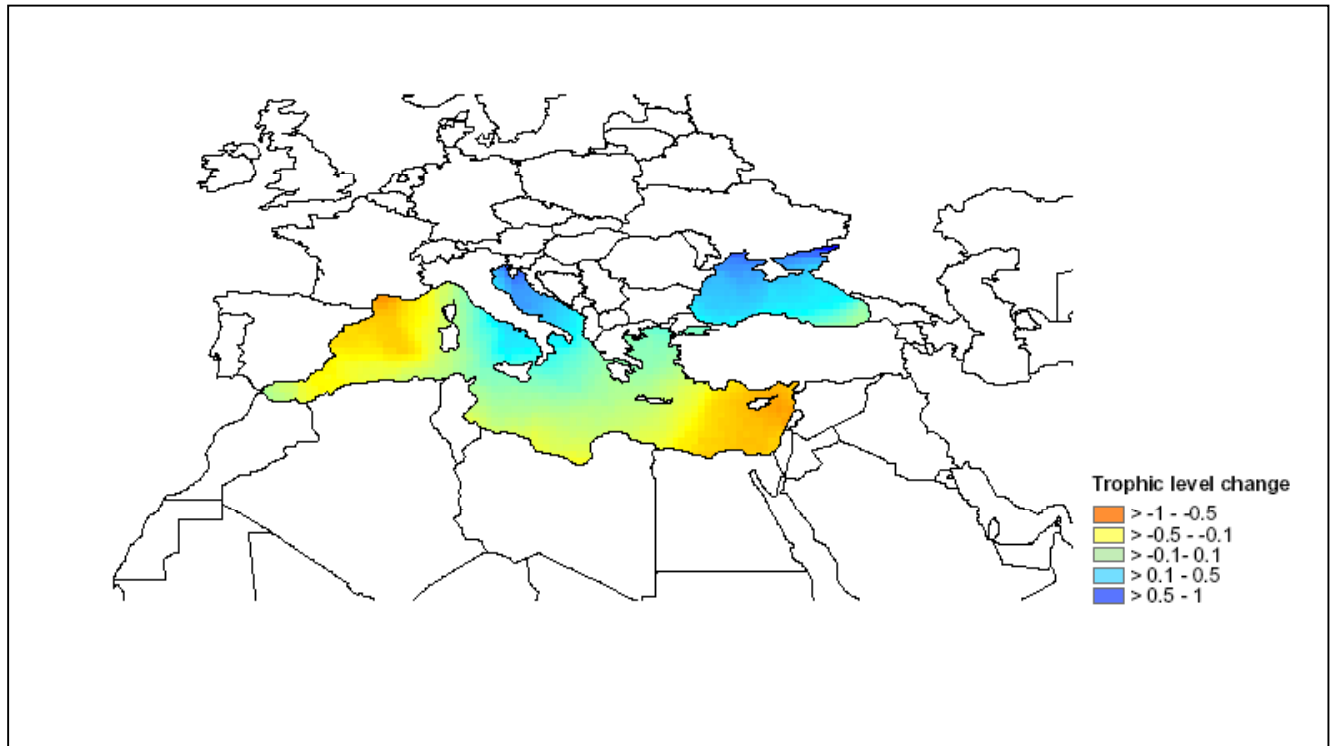 Trophic level change
> -1 - -0.5
> -0.5 - -0.1
> -0.1- 0.1
> 0.1 - 0.5
> 0.5 - 1